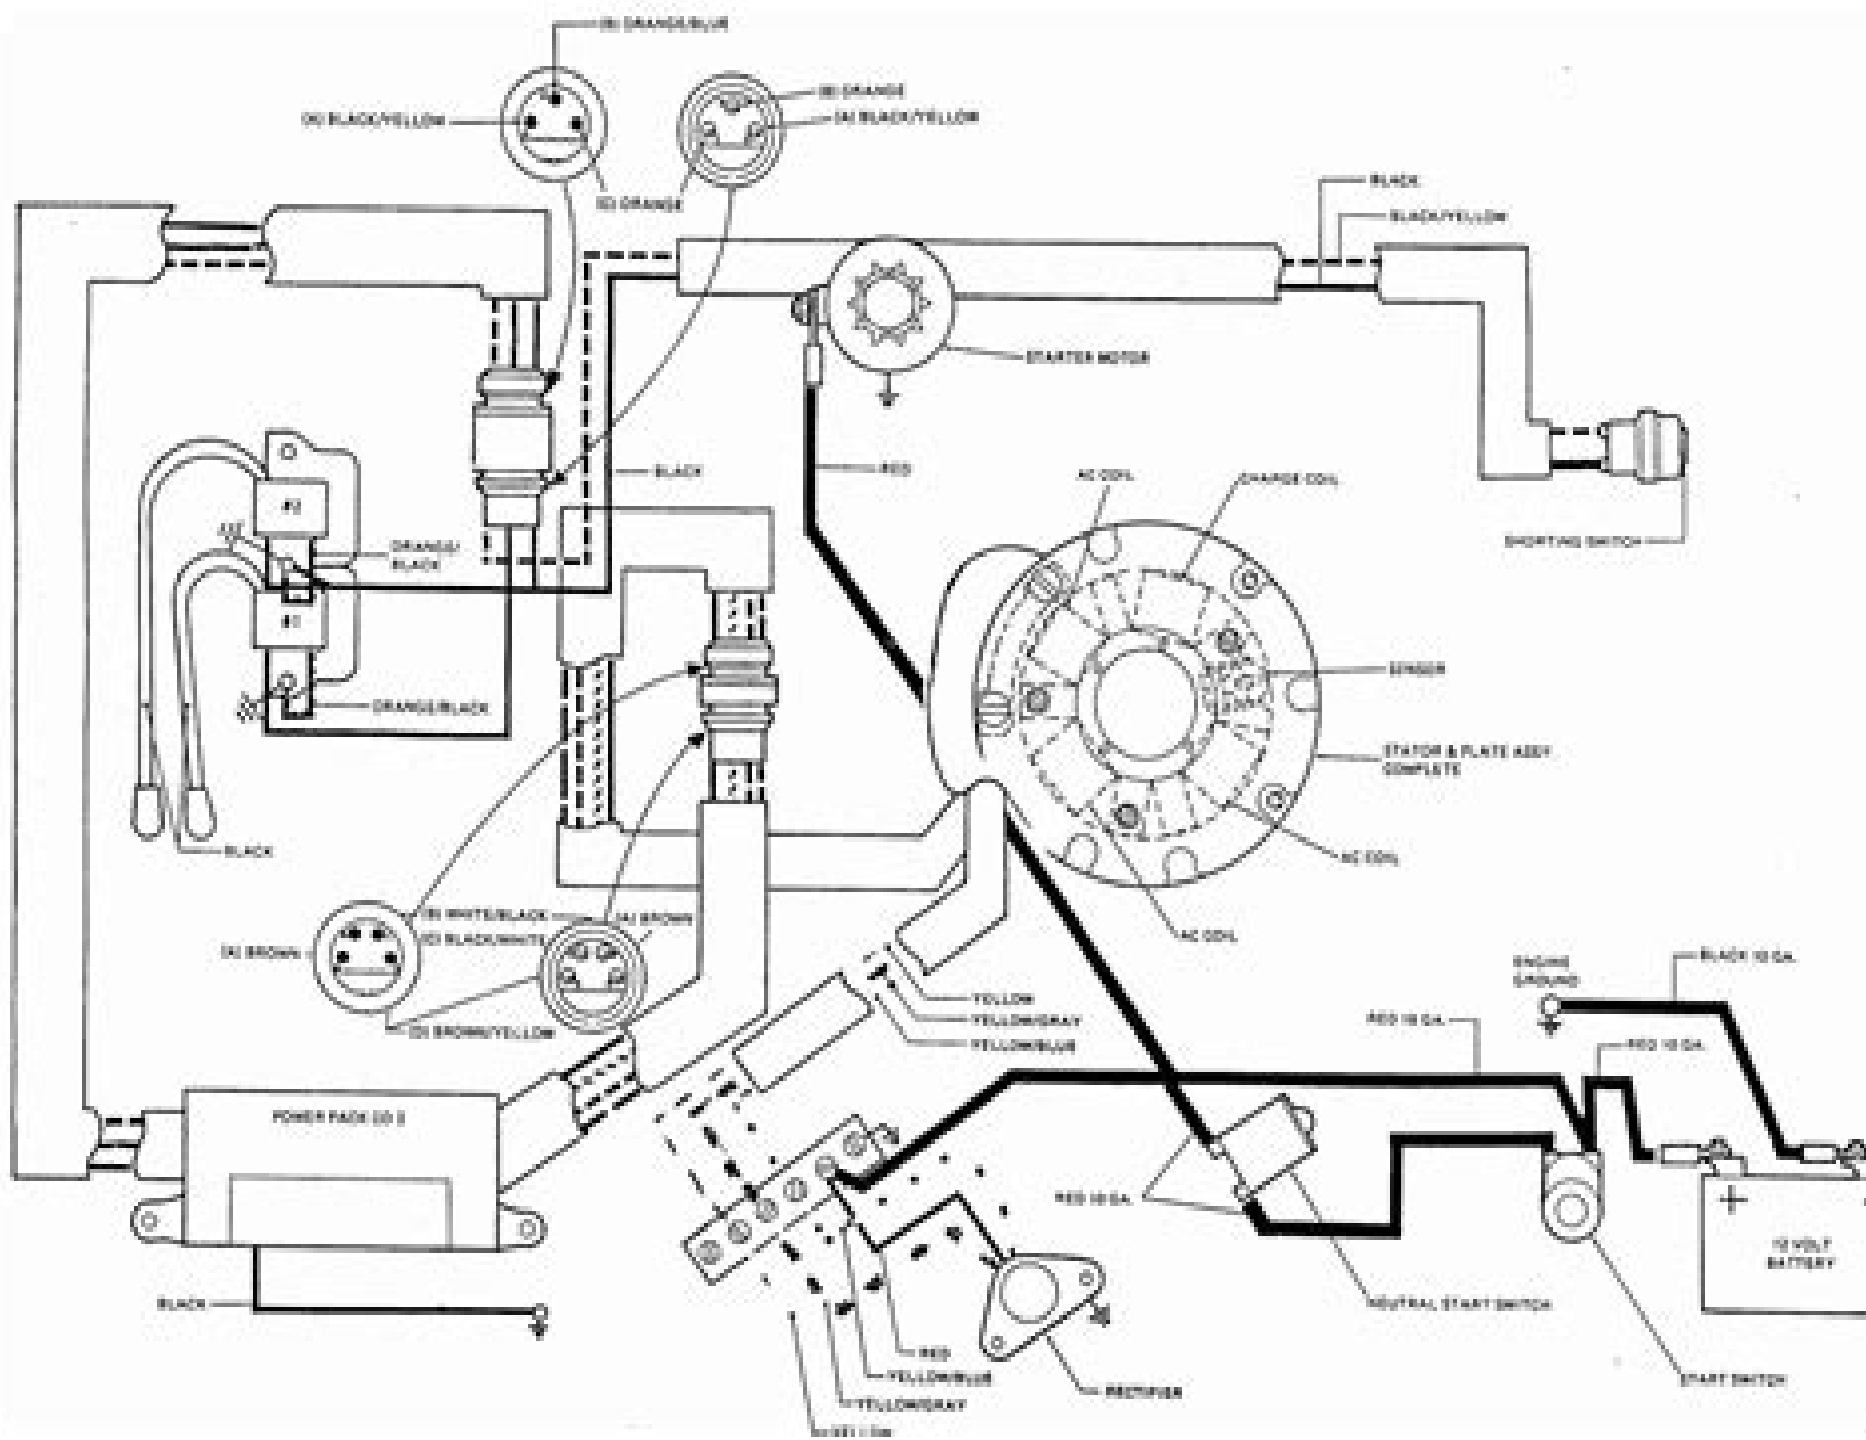 (B) ORANGE/BLUE
(B) ORANGE
(A) BLACK/YELLOW
(A) BLACK/YELLOW
(C) ORANGE
BLACK
BLACK/YELLOW
STARTER MOTOR
RED
BLACK
AC COIL
CHARGE COIL
#2
ORANGE/
BLACK
SHORTING SWITCH
#1
SENSOR
ORANGE/BLACK
STATOR & PLATE ASSY
COMPLETE
BLACK
AC COIL
(B) WHITE/BLACK
(A) BROWN
(C) BLACK/WHITE
AC COIL
(A) BROWN
ENGINE
GROUND
BLACK 10 GA.
YELLOW
YELLOW/GRAY
(D) BROWN/YELLOW
YELLOW/BLUE
RED 10 GA.
RED 10 GA.
POWER PACK CD 2
RED 10 GA.
+
12 VOLT
BATTERY
BLACK
NEUTRAL START SWITCH
RED
YELLOW/BLUE
START SWITCH
RECTIFIER
YELLOW/GRAY
YELLOW